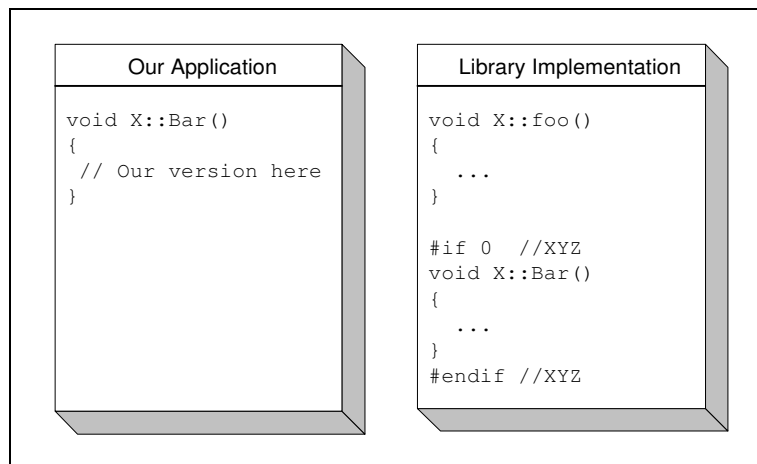 Our Application
void X::Bar()
{
 // Our version here
}
Library Implementation
void X::foo()
{
  ...
}

#if 0  //XYZ
void X::Bar()
{
  ...
}
#endif //XYZ